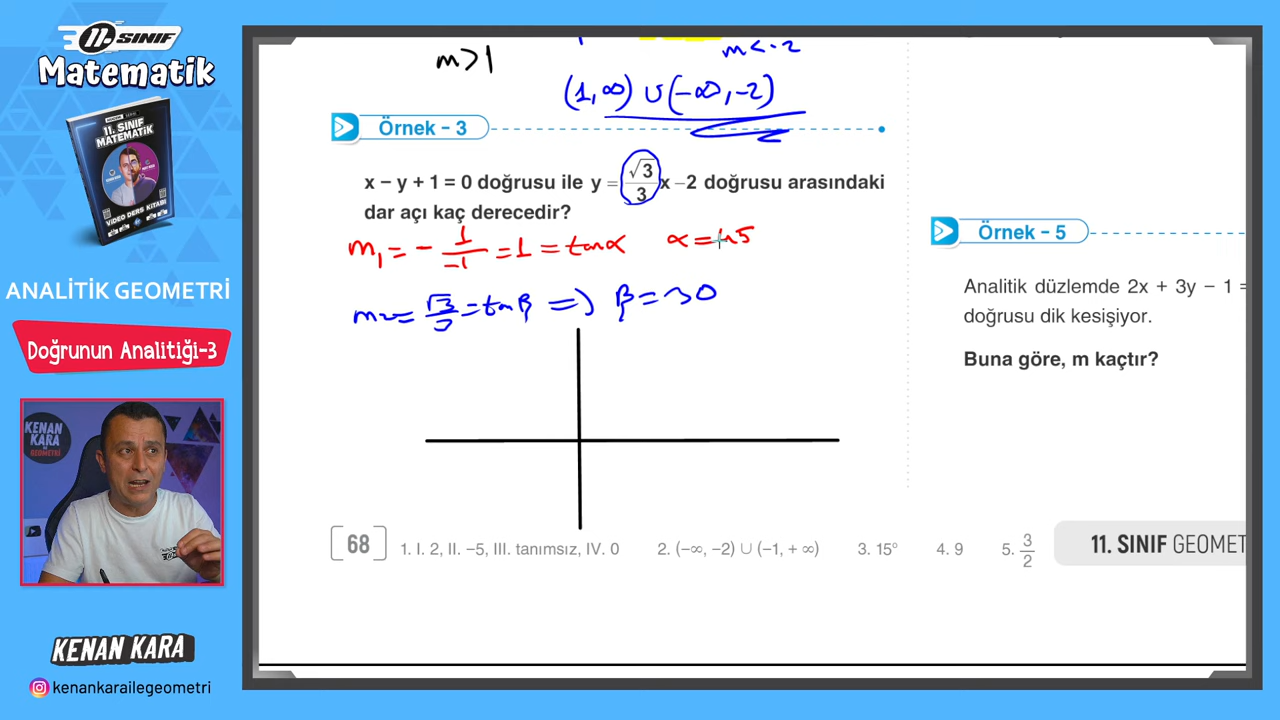 11. SINIF
Matematik
11. SINIF
MATEMATİK
VİDEO DERS KİTABI
ANALİTİK GEOMETRİ
Doğrunun Analitiği-3
KENAN
KARA
GEOMETRİ
KENAN KARA
kenankarailegeometri
m>1
m<-2
(1,∞) ∪ (-∞,-2)
Örnek - 3
x – y + 1 = 0 doğrusu ile y = √3/3 x –2 doğrusu arasındaki
dar açı kaç derecedir?
m₁ = - 1/-1 = 1 = tanα α = 45
m₂ = √3/3 = tanβ => β = 30
[68] 1. I. 2, II. –5, III. tanımsız, IV. 0 2. (–∞, –2) ∪ (–1, + ∞) 3. 15° 4. 9 5. 3/2
Örnek - 5
Analitik düzlemde 2x + 3y – 1 =
doğrusu dik kesişiyor.
Buna göre, m kaçtır?
11. SINIF GEOMET